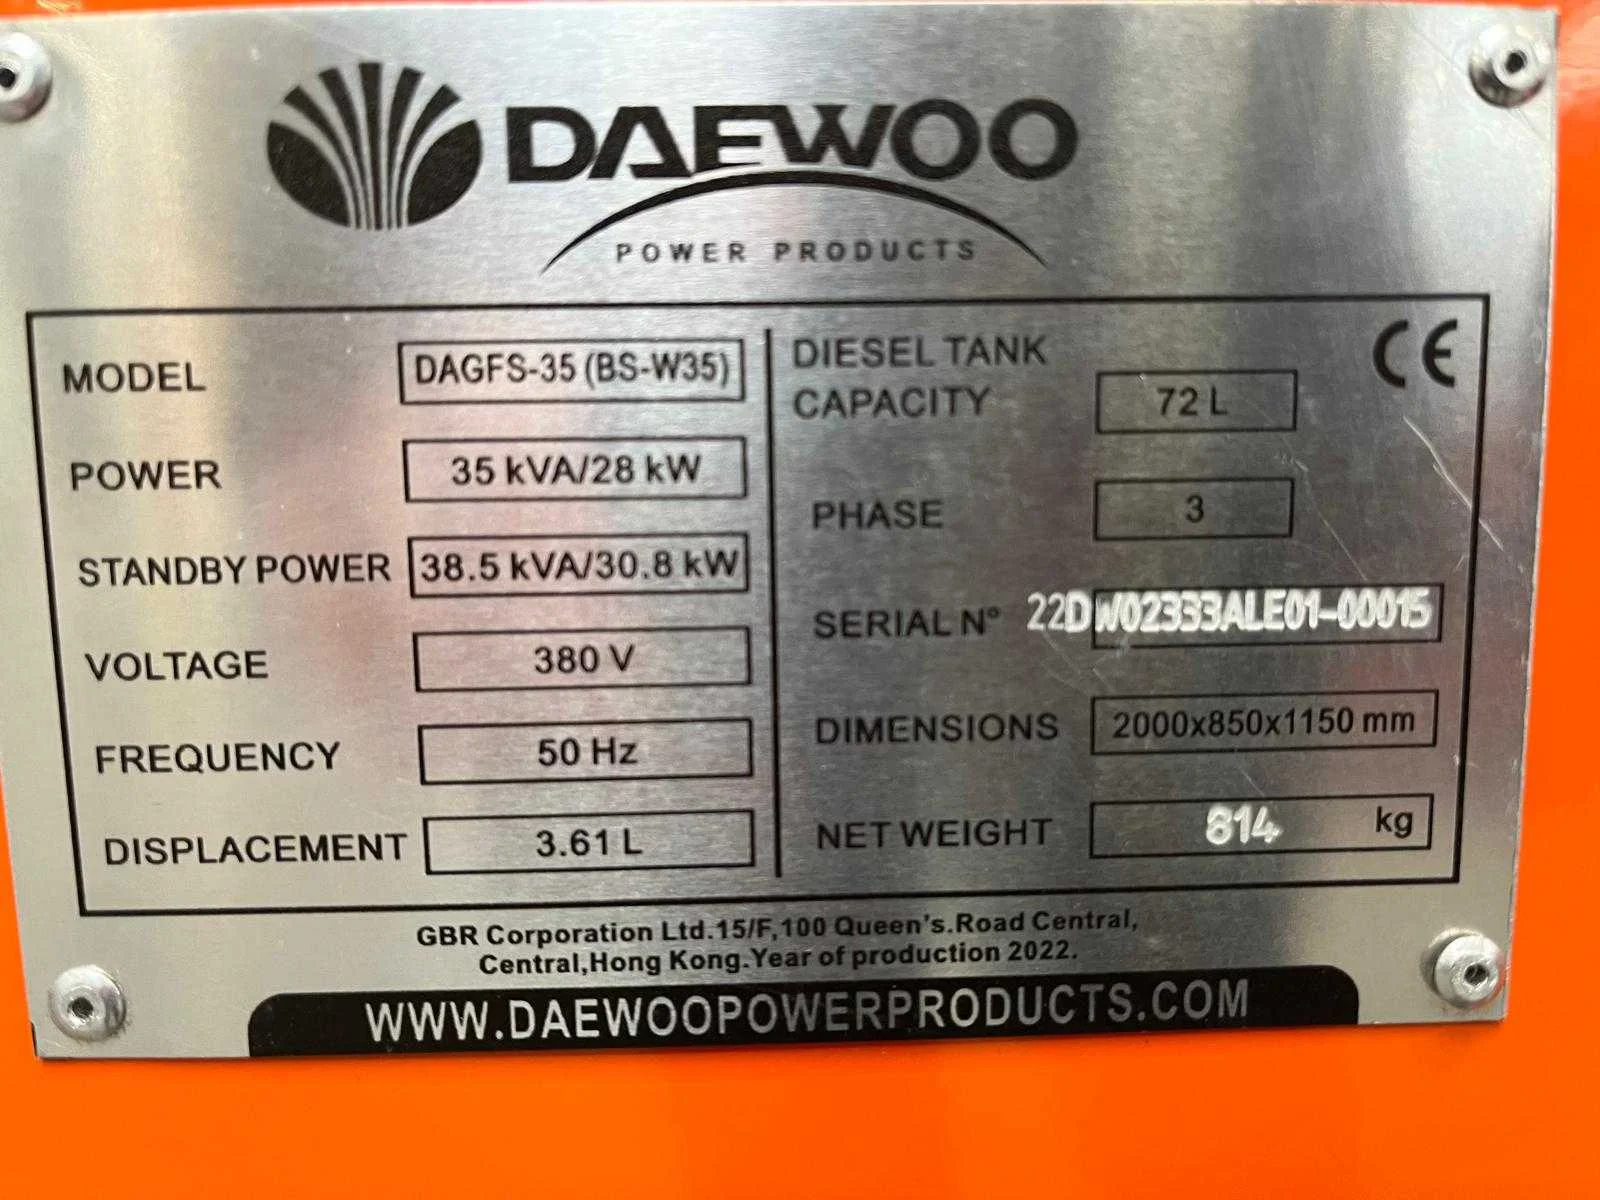 DAEWOO
POWER PRODUCTS
MODEL DAGFS-35 (BS-W35)
POWER 35 kVA/28 kW
STANDBY POWER 38.5 kVA/30.8 kW
VOLTAGE 380 V
FREQUENCY 50 Hz
DISPLACEMENT 3.61 L
CE
DIESEL TANK
CAPACITY 72 L
PHASE 3
SERIAL N° 22DW02333ALE01-00015
DIMENSIONS 2000x850x1150 mm
NET WEIGHT 814 kg
GBR Corporation Ltd.15/F,100 Queen's.Road Central,
Central,Hong Kong.Year of production 2022.
WWW.DAEWOOPOWERPRODUCTS.COM